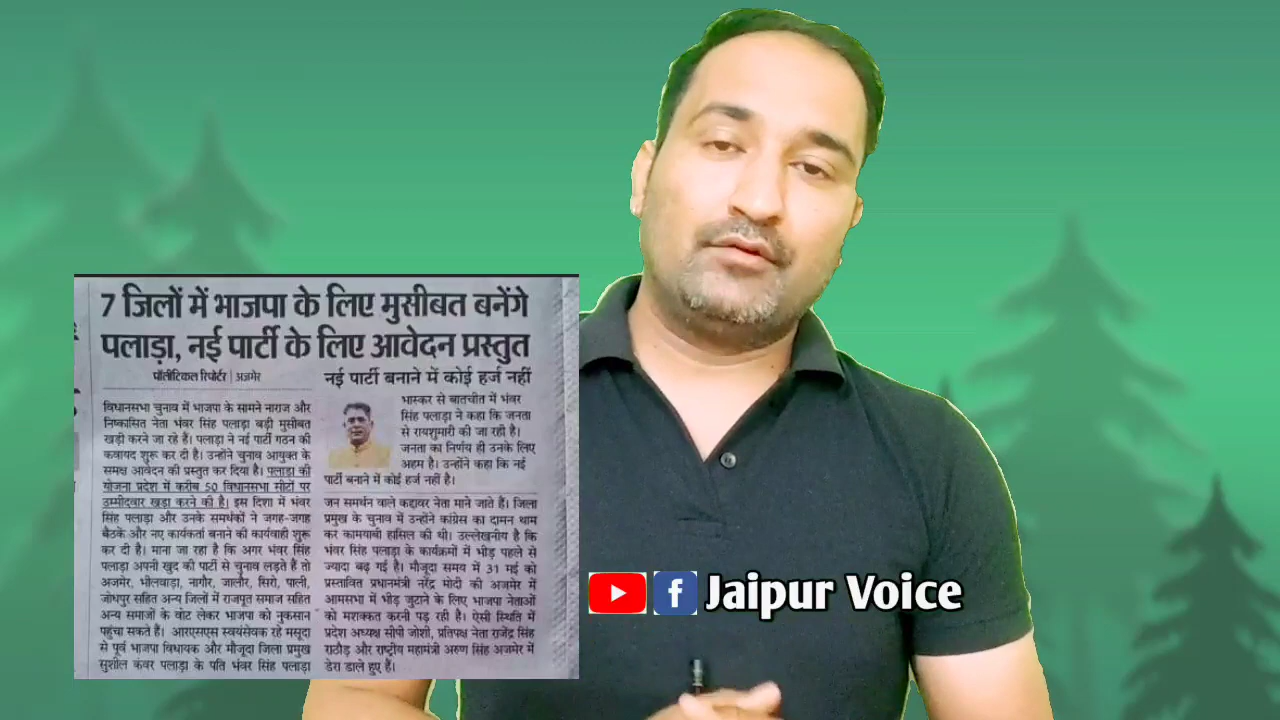 7 जिलों में भाजपा के लिए मुसीबत बनेंगे
पलाड़ा, नई पार्टी के लिए आवेदन प्रस्तुत
पॉलीटिकल रिपोर्टर | अजमेर
विधानसभा चुनाव में भाजपा के सामने नाराज और
निष्कासित नेता भंवर सिंह पलाड़ा बड़ी मुसीबत
खड़ी करने जा रहे हैं। पलाड़ा ने नई पार्टी गठन की
कवायद शुरू कर दी है। उन्होंने चुनाव आयुक्त के
समक्ष आवेदन की प्रस्तुत कर दिया है। पलाड़ा की
योजना प्रदेश में करीब 50 विधानसभा सीटों पर
उम्मीदवार खड़ा करने की है। इस दिशा में भंवर
सिंह पलाड़ा और उनके समर्थकों ने जगह-जगह
बैठकें और नए कार्यकर्ता बनाने की कार्यवाही शुरू
कर दी है। माना जा रहा है कि अगर भंवर सिंह
पलाड़ा अपनी खुद की पार्टी से चुनाव लड़ते हैं तो
अजमेर, भीलवाड़ा, नागौर, जालौर, सिरो, पाली,
जोधपुर सहित अन्य जिलों में राजपूत समाज सहित
अन्य समाजों के वोट लेकर भाजपा को नुकसान
पहुंचा सकते हैं। आरएसएस स्वयंसेवक रहे मसूदा
से पूर्व भाजपा विधायक और मौजूदा जिला प्रमुख
सुशील कंवर पलाड़ा के पति भंवर सिंह पलाड़ा
नई पार्टी बनाने में कोई हर्ज नहीं
भास्कर से बातचीत में भंवर
सिंह पलाड़ा ने कहा कि जनता
से रायशुमारी की जा रही है।
जनता का निर्णय ही उनके लिए
अहम है। उन्होंने कहा कि नई
पार्टी बनाने में कोई हर्ज नहीं है।
जन समर्थन वाले कद्दावर नेता माने जाते हैं। जिला
प्रमुख के चुनाव में उन्होंने कांग्रेस का दामन थाम
कर कामयाबी हासिल की थी। उल्लेखनीय है कि
भंवर सिंह पलाड़ा के कार्यक्रमों में भीड़ पहले से
ज्यादा बढ़ गई है। मौजूदा समय में 31 मई को
प्रस्तावित प्रधानमंत्री नरेंद्र मोदी की अजमेर में
आमसभा में भीड़ जुटाने के लिए भाजपा नेताओं
को मशक्कत करनी पड़ रही है। ऐसी स्थिति में
प्रदेश अध्यक्ष सीपी जोशी, प्रतिपक्ष नेता राजेंद्र सिंह
राठौड़ और राष्ट्रीय महामंत्री अरुण सिंह अजमेर में
डेरा डाले हुए हैं।
Jaipur Voice